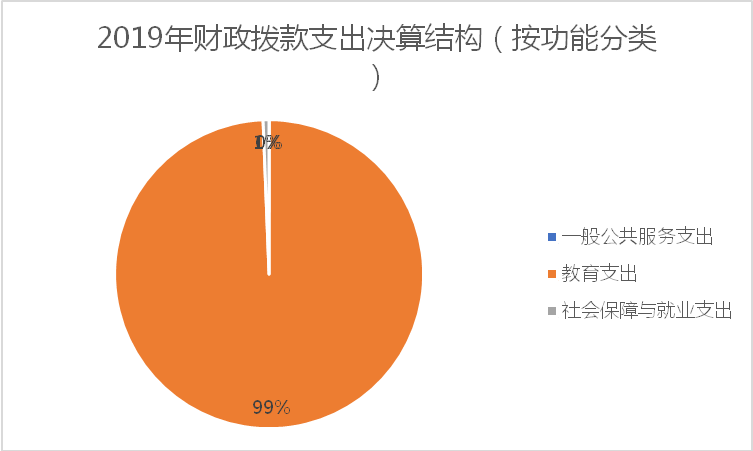 2019年财政拨款支出决算结构（按功能分类
）
1%
0%
99%
一般公共服务支出
教育支出
社会保障与就业支出